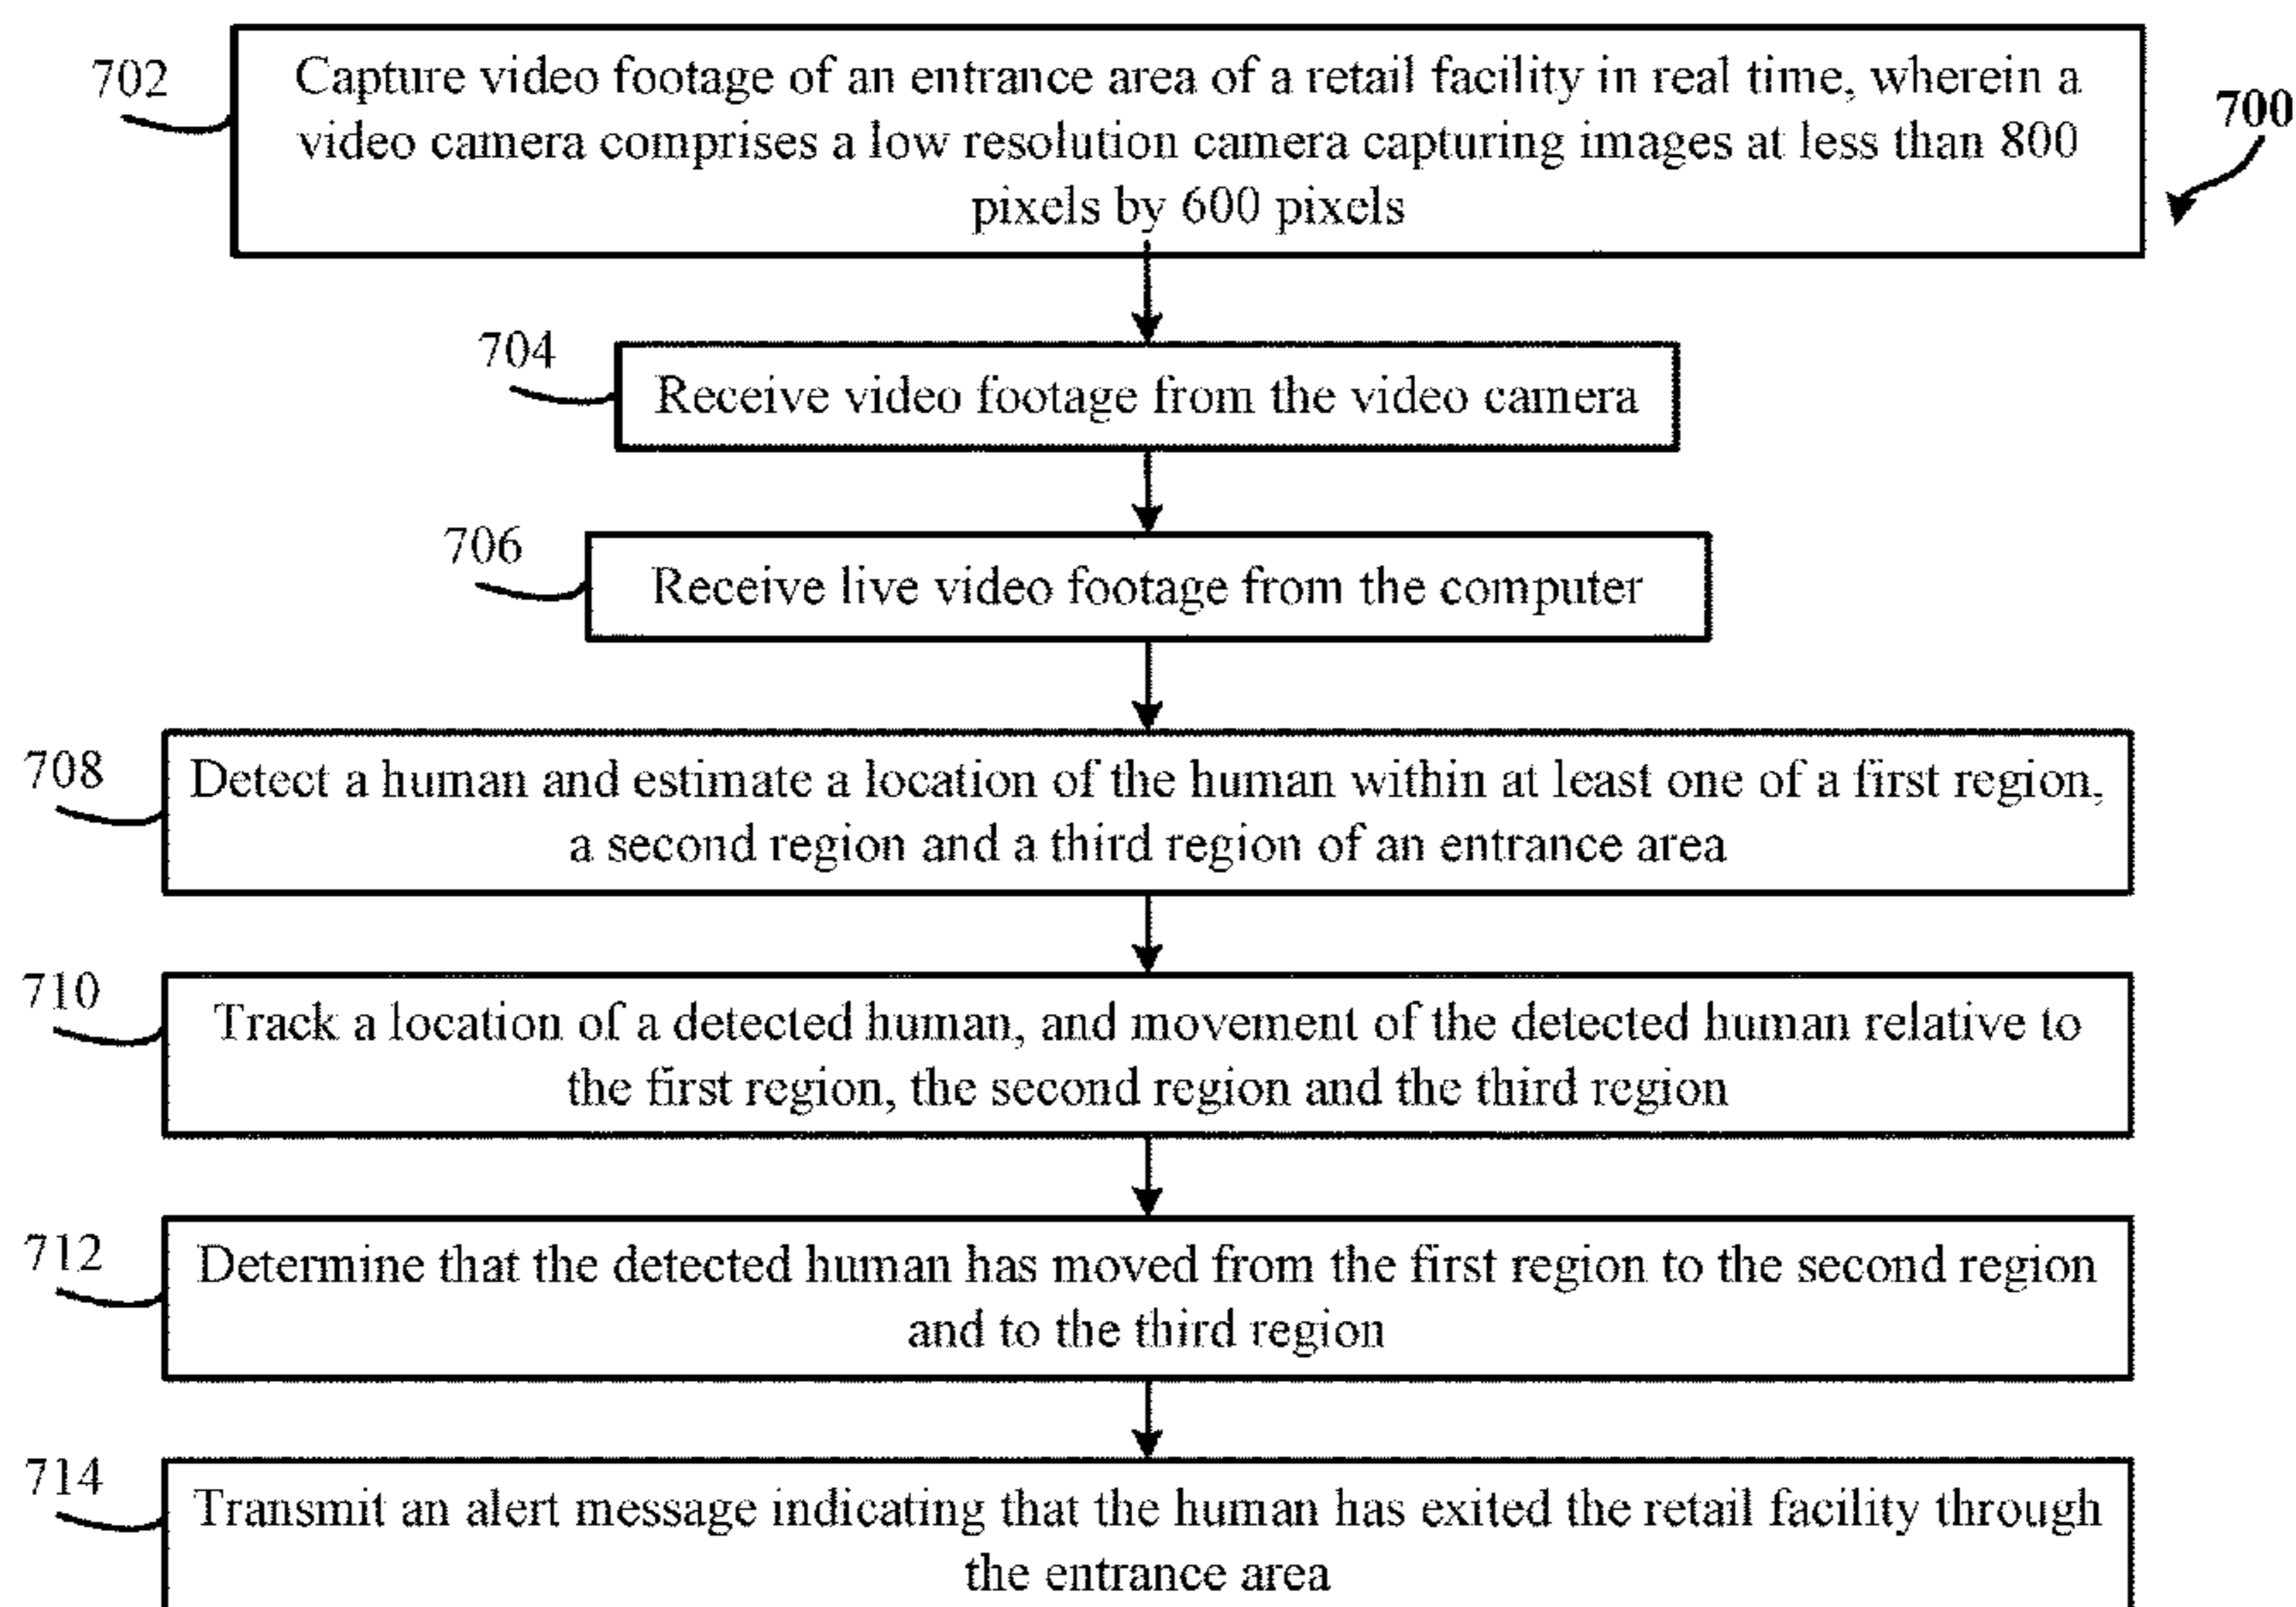 702
Capture video footage of an entrance area of a retail facility in real time, wherein a
video camera comprises a low resolution camera capturing images at less than 800
pixels by 600 pixels
700
704
Receive video footage from the video camera
706
Receive live video footage from the computer
708
Detect a human and estimate a location of the human within at least one of a first region,
a second region and a third region of an entrance area
710
Track a location of a detected human, and movement of the detected human relative to
the first region, the second region and the third region
712
Determine that the detected human has moved from the first region to the second region
and to the third region
714
Transmit an alert message indicating that the human has exited the retail facility through
the entrance area